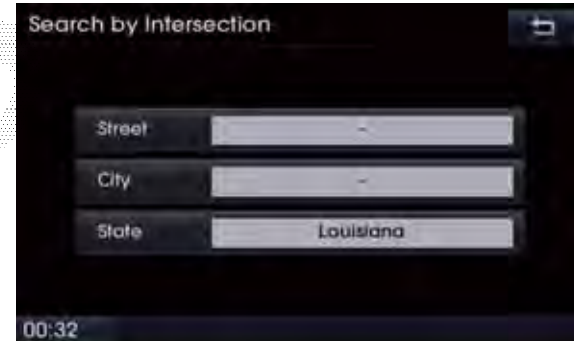 Search by Intersection
Street -
City -
State Louisiana
00:32